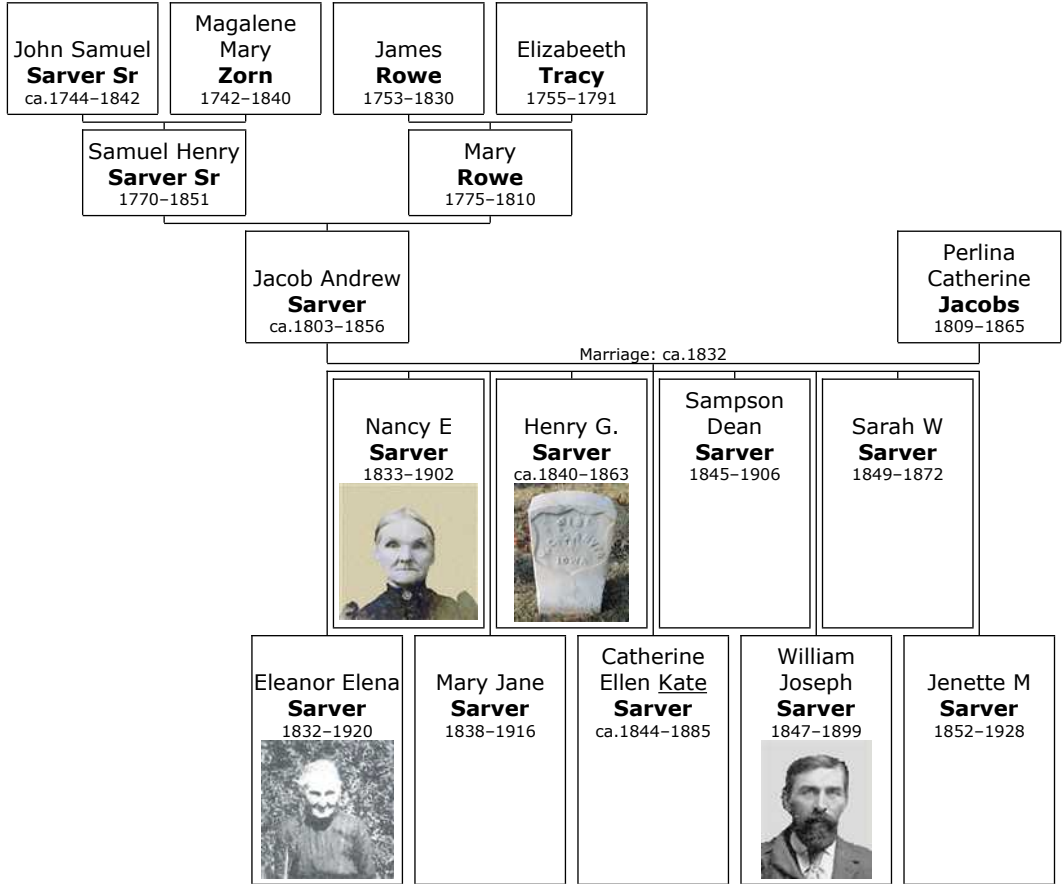 John Samuel
Sarver Sr
ca.1744–1842
Magalene
Mary
Zorn
1742–1840
James
Rowe
1753–1830
Elizabeeth
Tracy
1755–1791
Samuel Henry
Sarver Sr
1770–1851
Mary
Rowe
1775–1810
Jacob Andrew
Sarver
ca.1803–1856
Perlina
Catherine
Jacobs
1809–1865
Marriage: ca.1832
Nancy E
Sarver
1833–1902
Henry G.
Sarver
ca.1840–1863
IOWA
Sampson
Dean
Sarver
1845–1906
Sarah W
Sarver
1849–1872
Eleanor Elena
Sarver
1832–1920
Mary Jane
Sarver
1838–1916
Catherine
Ellen Kate
Sarver
ca.1844–1885
William
Joseph
Sarver
1847–1899
Jenette M
Sarver
1852–1928